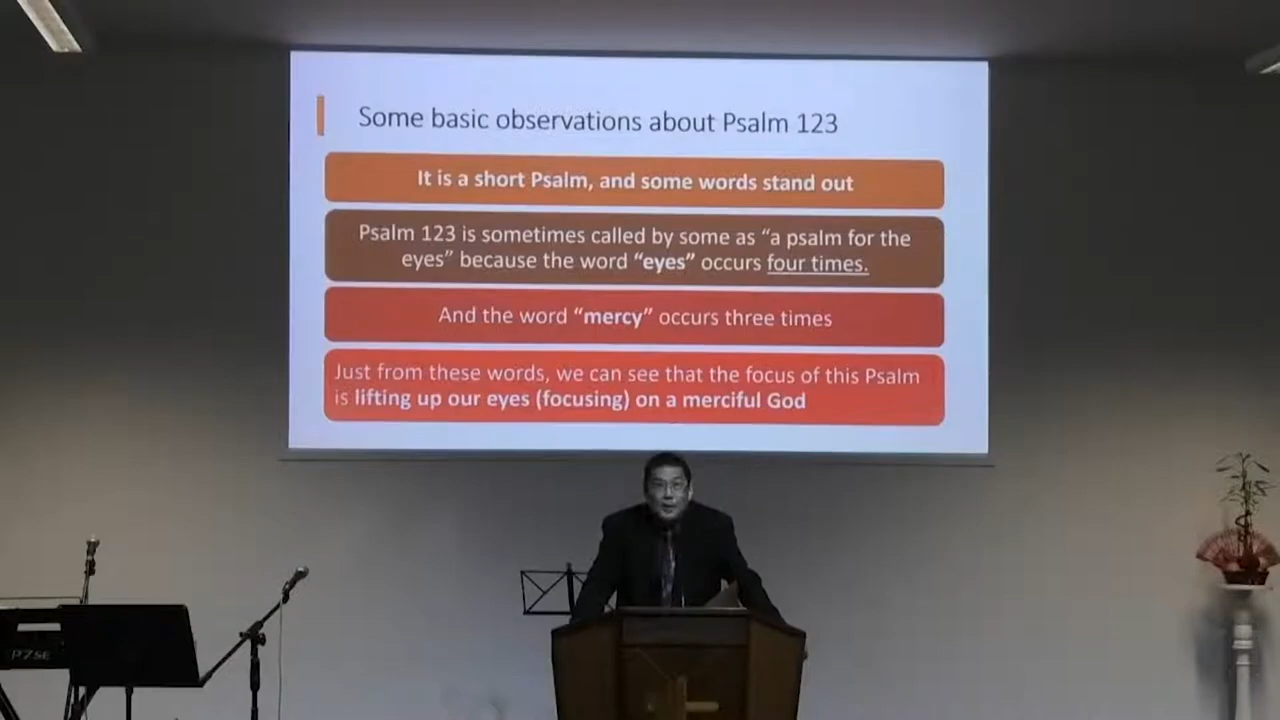 Some basic observations about Psalm 123
It is a short Psalm, and some words stand out
Psalm 123 is sometimes called by some as “a psalm for the
eyes” because the word “eyes” occurs four times.
And the word “mercy” occurs three times
Just from these words, we can see that the focus of this Psalm
is lifting up our eyes (focusing) on a merciful God
P7SE